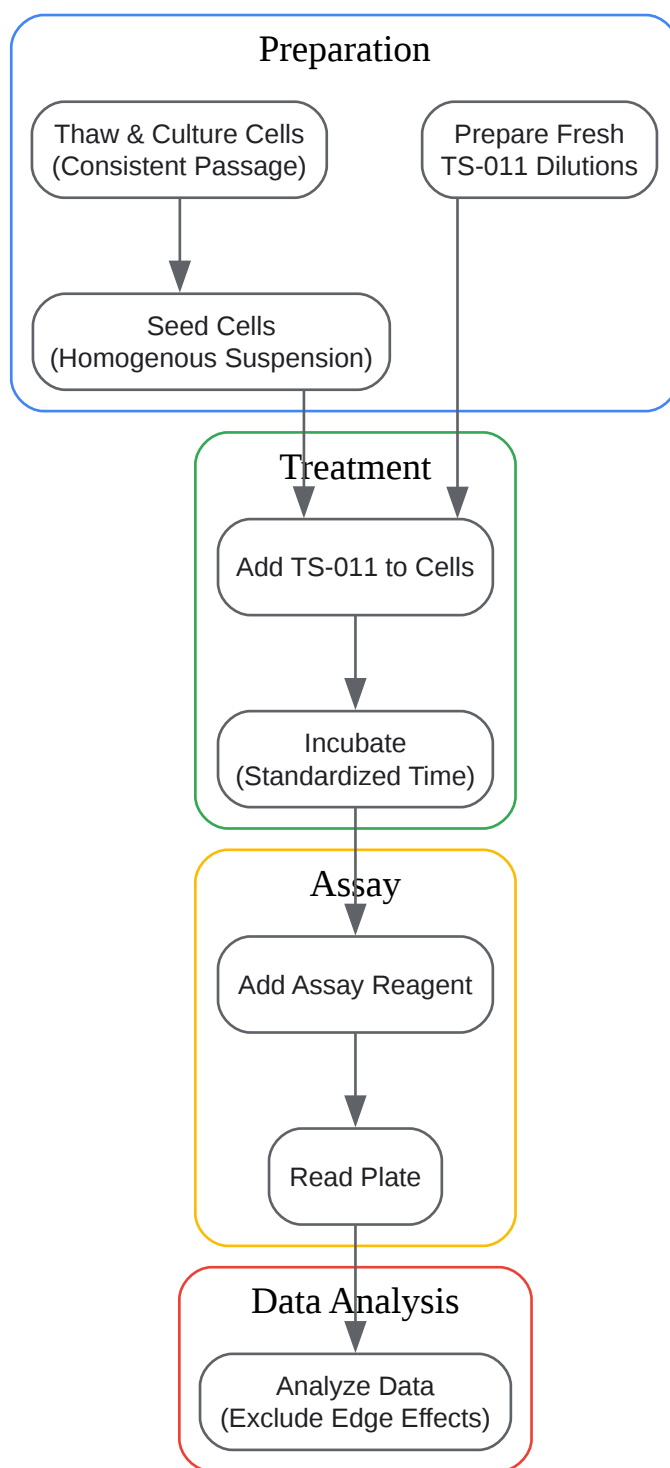 Preparation
Thaw & Culture Cells
(Consistent Passage)
Prepare Fresh
TS-011 Dilutions
Seed Cells
(Homogenous Suspension)
Treatment
Add TS-011 to Cells
Incubate
(Standardized Time)
Assay
Add Assay Reagent
Read Plate
Data Analysis
Analyze Data
(Exclude Edge Effects)